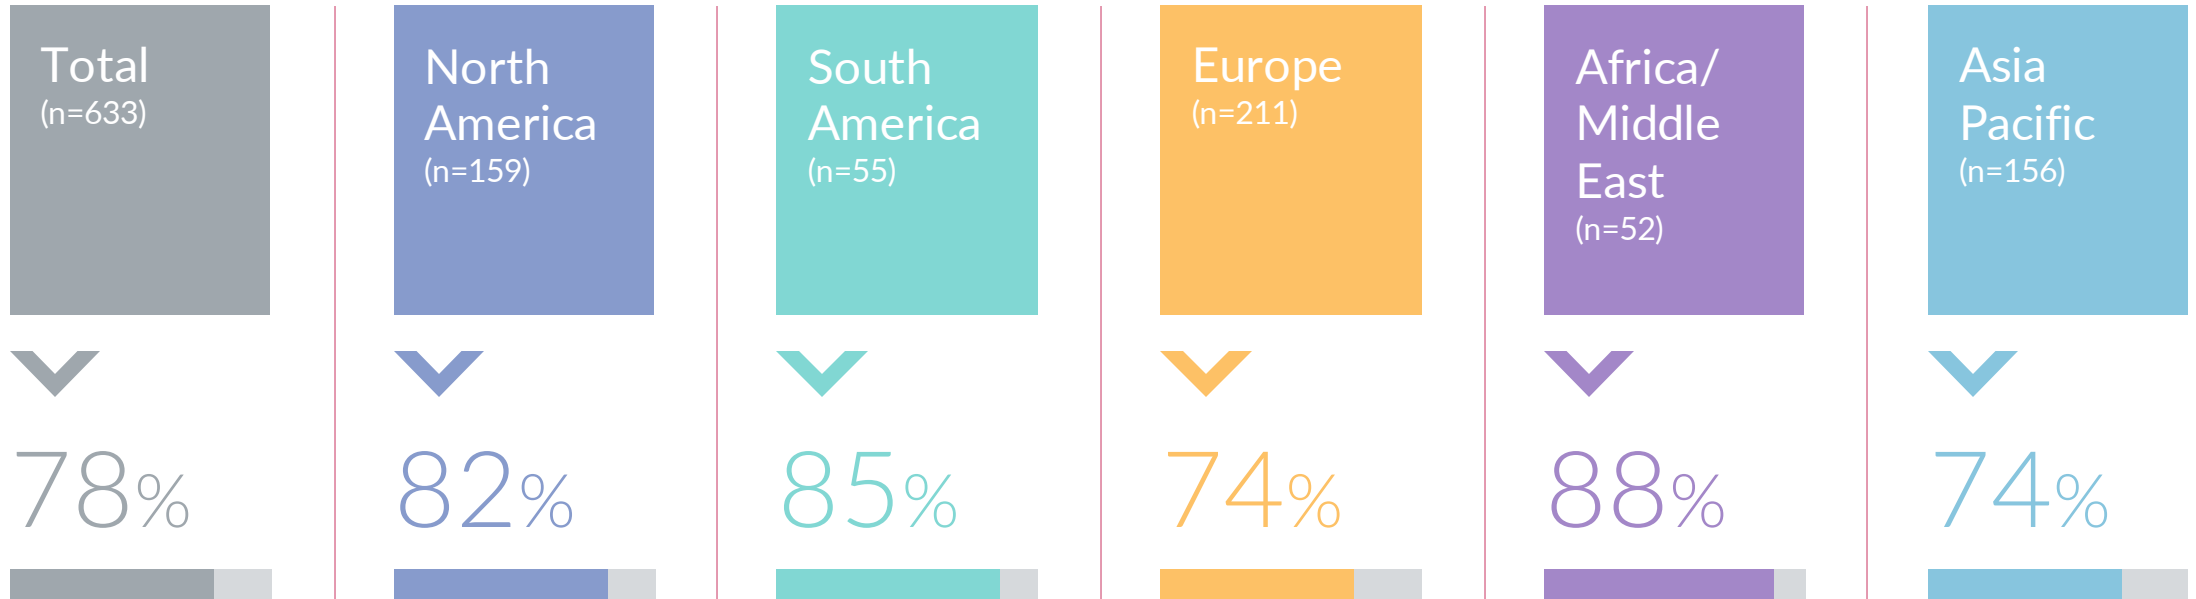 Total
(n=633)
78%
North
America
(n=159)
82%
South
America
(n=55)
85%
Europe
(n=211)
74%
Africa/
Middle
East
(n=52)
88%
Asia
Pacific
(n=156)
74%